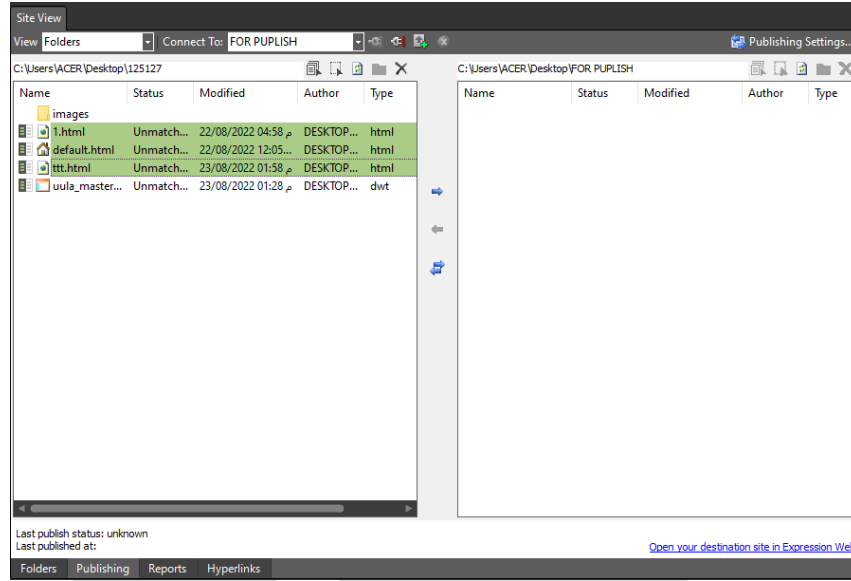 Site View
View Folders Connect To: FOR PUPLISH Publishing Settings...
C:\Users\ACER\Desktop\125127 C:\Users\ACER\Desktop\FOR PUPLISH
Name Status Modified Author Type Name Status Modified Author Type
images
1.html Unmatch... 22/08/2022 04:58 م DESKTOP... html
default.html Unmatch... 22/08/2022 12:05... DESKTOP... html
ttt.html Unmatch... 23/08/2022 01:58 م DESKTOP... html
uula_master... Unmatch... 23/08/2022 01:28 م DESKTOP... dwt
Last publish status: unknown
Last published at:
Open your destination site in Expression We
Folders Publishing Reports Hyperlinks